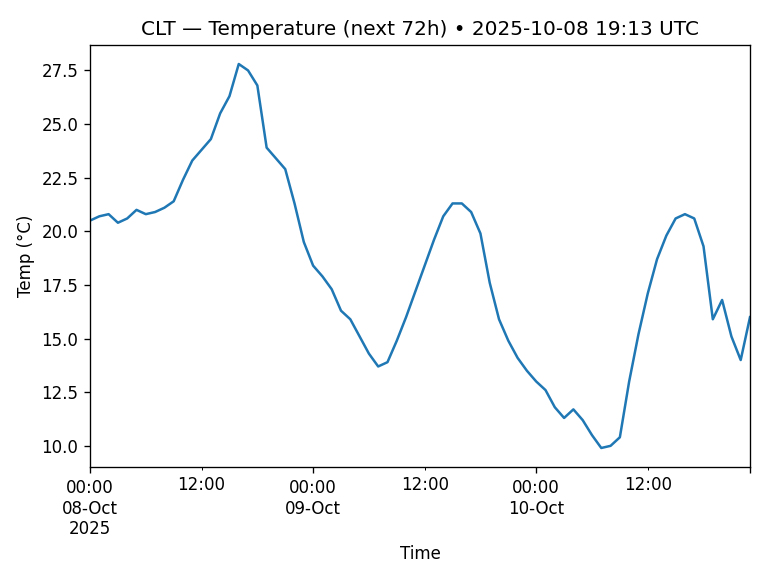 CLT — Temperature (next 72h) • 2025-10-08 19:13 UTC
27.5
25.0
22.5
20.0
17.5
15.0
12.5
10.0
Temp (°C)
00:00 12:00 00:00 12:00 00:00 12:00
08-Oct 09-Oct 10-Oct
2025
Time